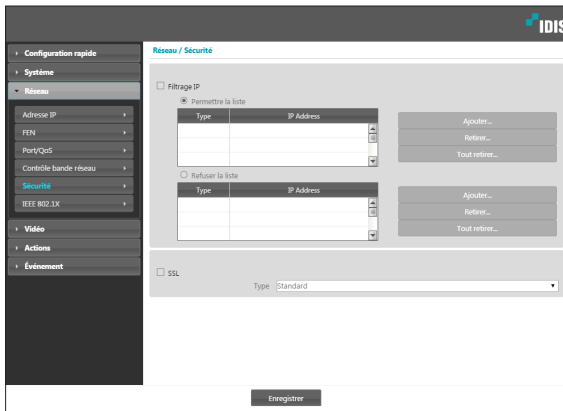 IDIS
Configuration rapide
Système
Réseau
Adresse IP
FEN
Port/QoS
Contrôle bande réseau
Sécurité
IEEE 802.1X
Vidéo
Actions
Événement
Réseau / Sécurité
Filtrage IP
Permettre la liste
Type IP Address
Ajouter...
Retirer...
Tout retirer...
Refuser la liste
Type IP Address
Ajouter...
Retirer...
Tout retirer...
SSL
Type Standard
Enregistrer